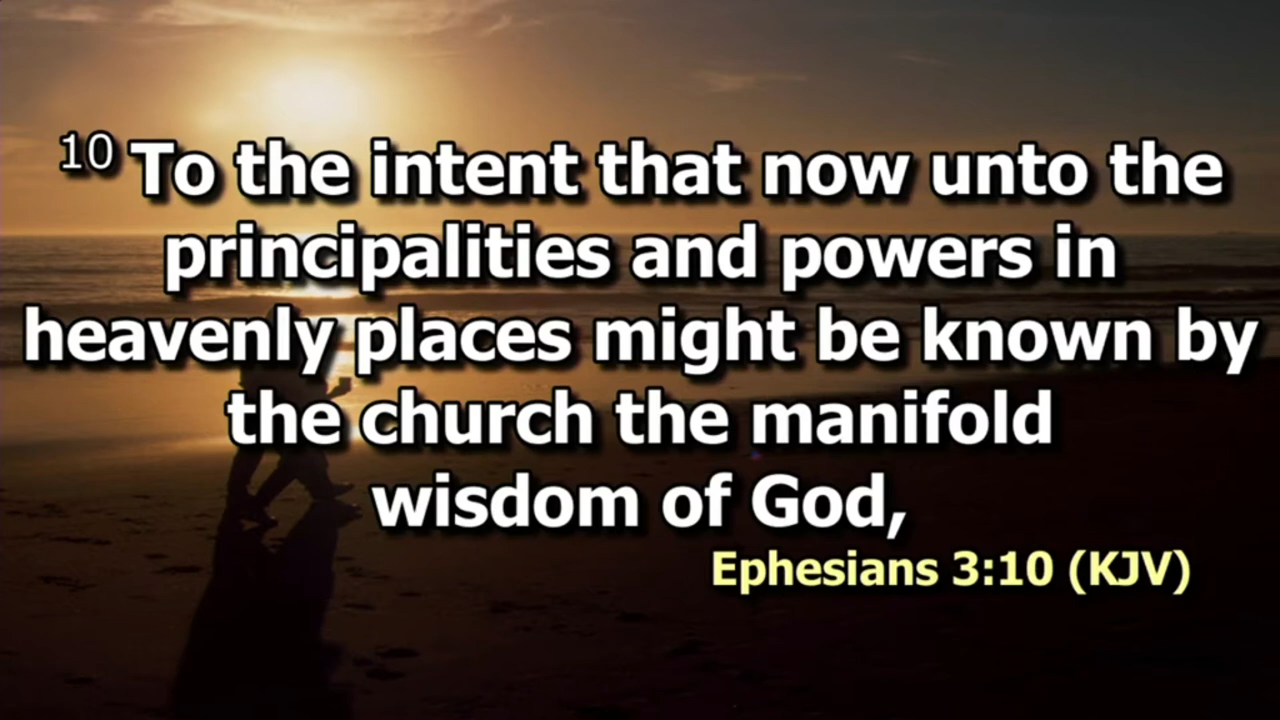 10 To the intent that now unto the
principalities and powers in
heavenly places might be known by
the church the manifold
wisdom of God,
Ephesians 3:10 (KJV)